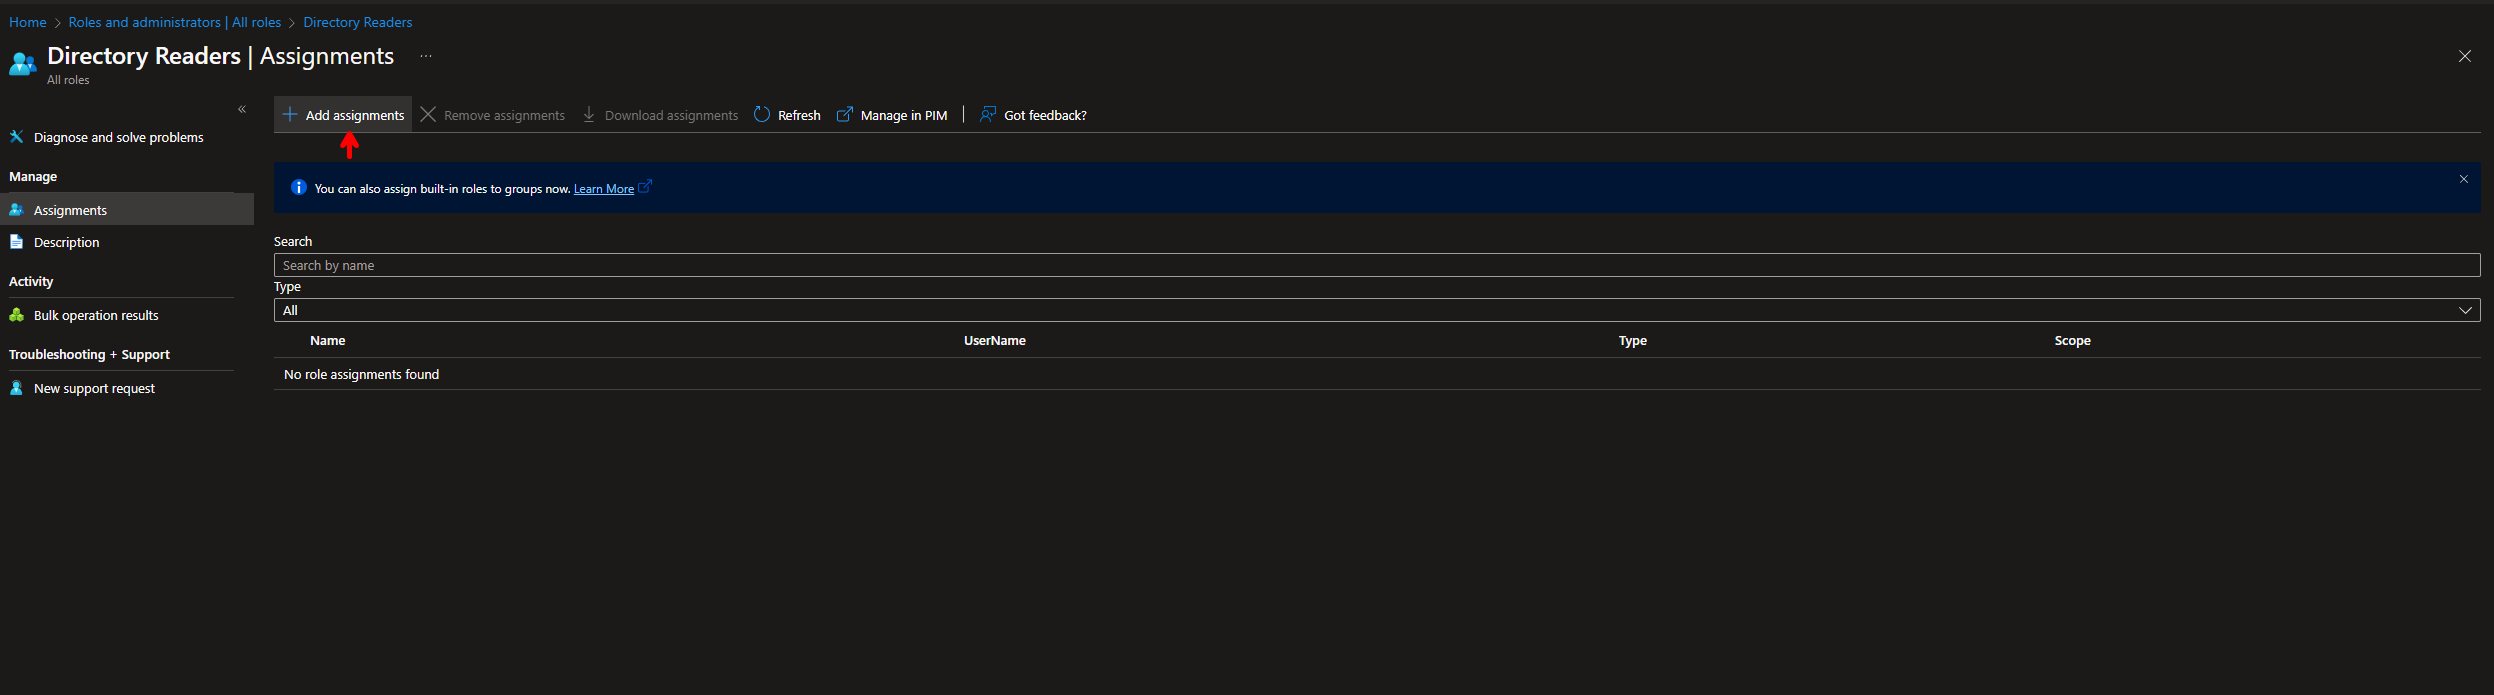 Home > Roles and administrators | All roles > Directory Readers
Directory Readers | Assignments ...
All roles
«
Add assignments Remove assignments Download assignments Refresh Manage in PIM | Got feedback?
Diagnose and solve problems
Manage
Assignments
Description
Activity
Bulk operation results
Troubleshooting + Support
New support request
You can also assign built-in roles to groups now. Learn More
Search
Search by name
Type
All
Name UserName Type Scope
No role assignments found